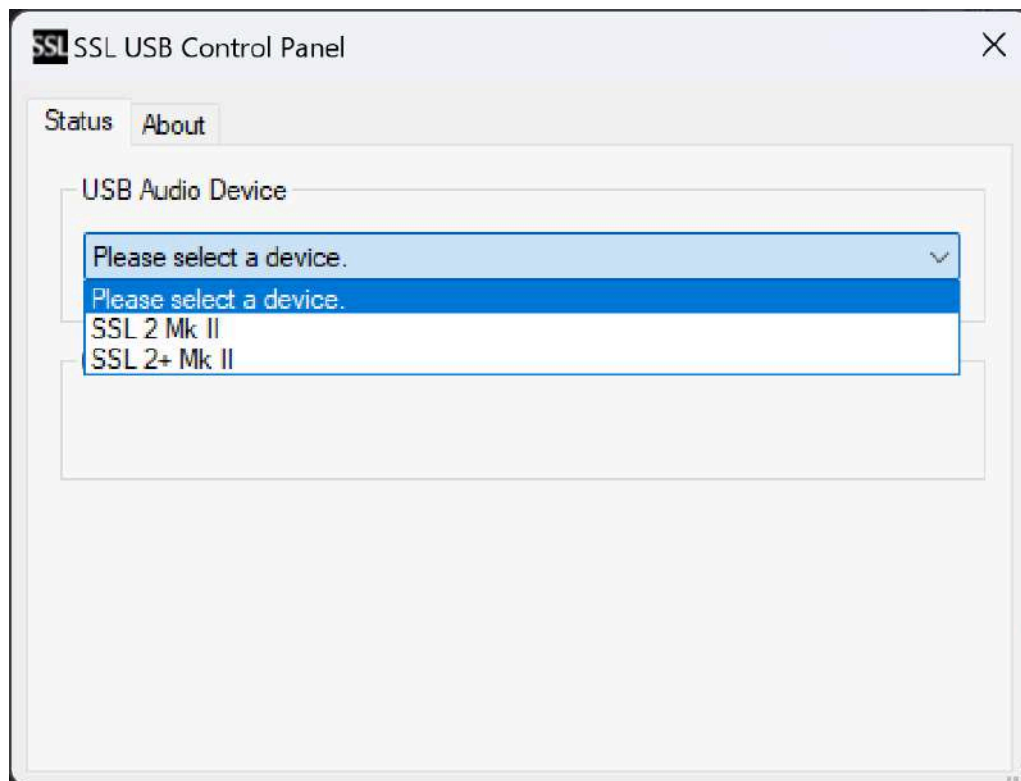 SSL SSL USB Control Panel
Status About
USB Audio Device
Please select a device.
Please select a device.
SSL 2 Mk II
SSL 2+ Mk II